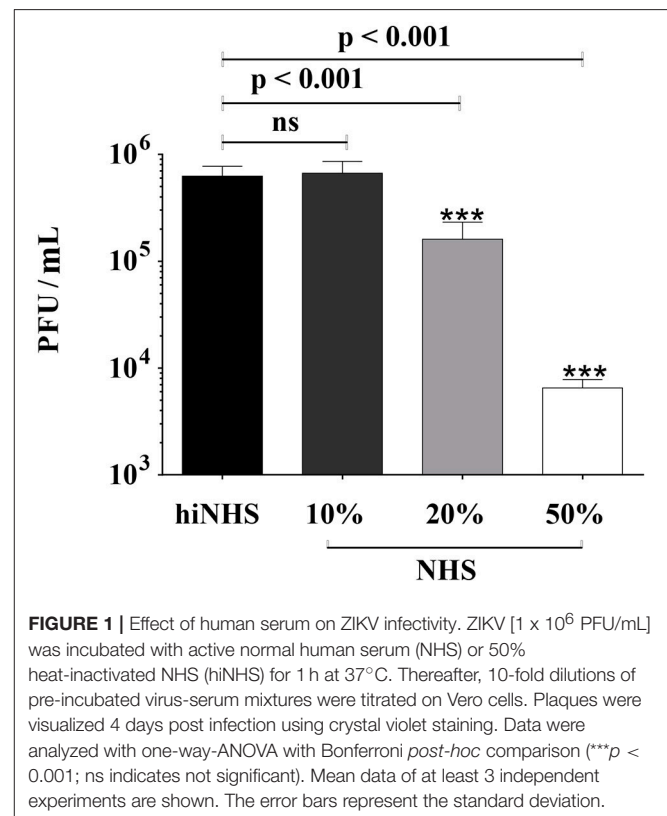 p < 0.001
p < 0.001
ns
10⁶
10⁵
10⁴
10³
PFU/mL
***
***
hiNHS 10% 20% 50%
NHS
FIGURE 1 | Effect of human serum on ZIKV infectivity. ZIKV [1 x 10⁶ PFU/mL]
was incubated with active normal human serum (NHS) or 50%
heat-inactivated NHS (hiNHS) for 1 h at 37°C. Thereafter, 10-fold dilutions of
pre-incubated virus-serum mixtures were titrated on Vero cells. Plaques were
visualized 4 days post infection using crystal violet staining. Data were
analyzed with one-way-ANOVA with Bonferroni post-hoc comparison (***p <
0.001; ns indicates not significant). Mean data of at least 3 independent
experiments are shown. The error bars represent the standard deviation.